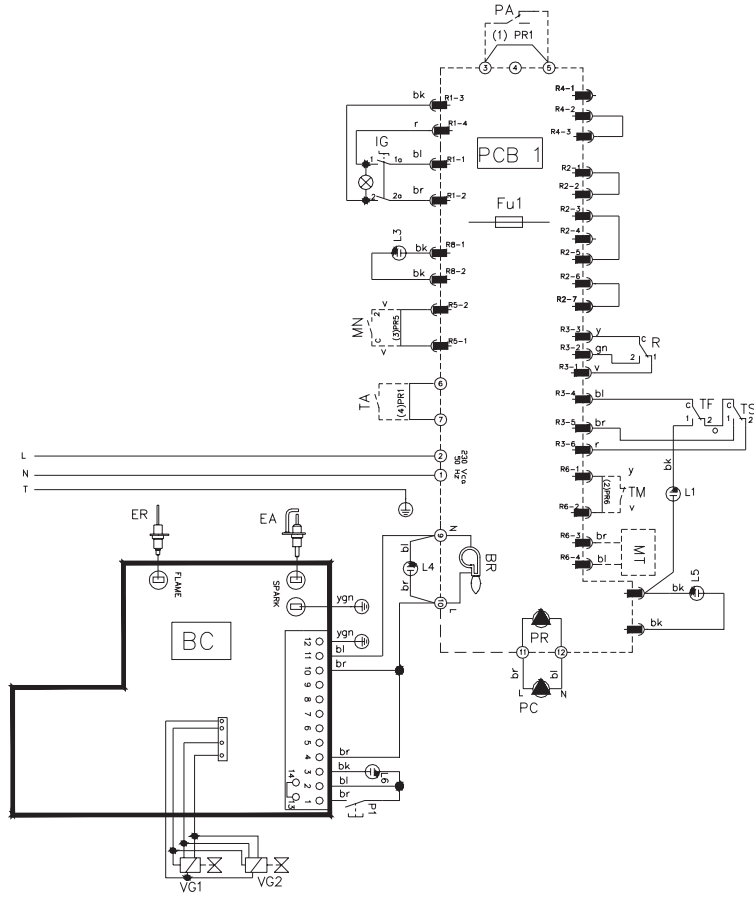 PA
(1) PR1
3 4 5
bk R1-3
r R1-4
IG
1 1a bl R1-1
2 2a br R1-2
PCB 1
Fu1
R4-1
R4-2
R4-3
R2-1
R2-2
R2-3
R2-4
R2-5
R2-6
R2-7
L3
bk R8-1
bk R8-2
MN
2 v R5-2
(3)PR5
c v R5-1
TA
(4)PR1
6
7
R3-3 y
R3-2 gn
R3-1 v
c 2 1 R
R3-4 bl
R3-5 br
R3-6 r
c TF
1 2
c TS
1 2
bk
L1
R6-1 y
(2)PR6
TM
R6-2 v
R6-3 br
R6-4 bl
MT
L 2
N 1
T
230 Vca
50 Hz
ER
EA
FLAME
SPARK
ygn
ygn
bl
br
BC
12
11
10
9
8
7
6
5
4
3
2
1
14
13
br
bk
bl
br
L6
P1
9 N
bl
L4
br
10 L
BR
bk L5
bk
PR
11 12
br bl
L N
PC
VG1
VG2